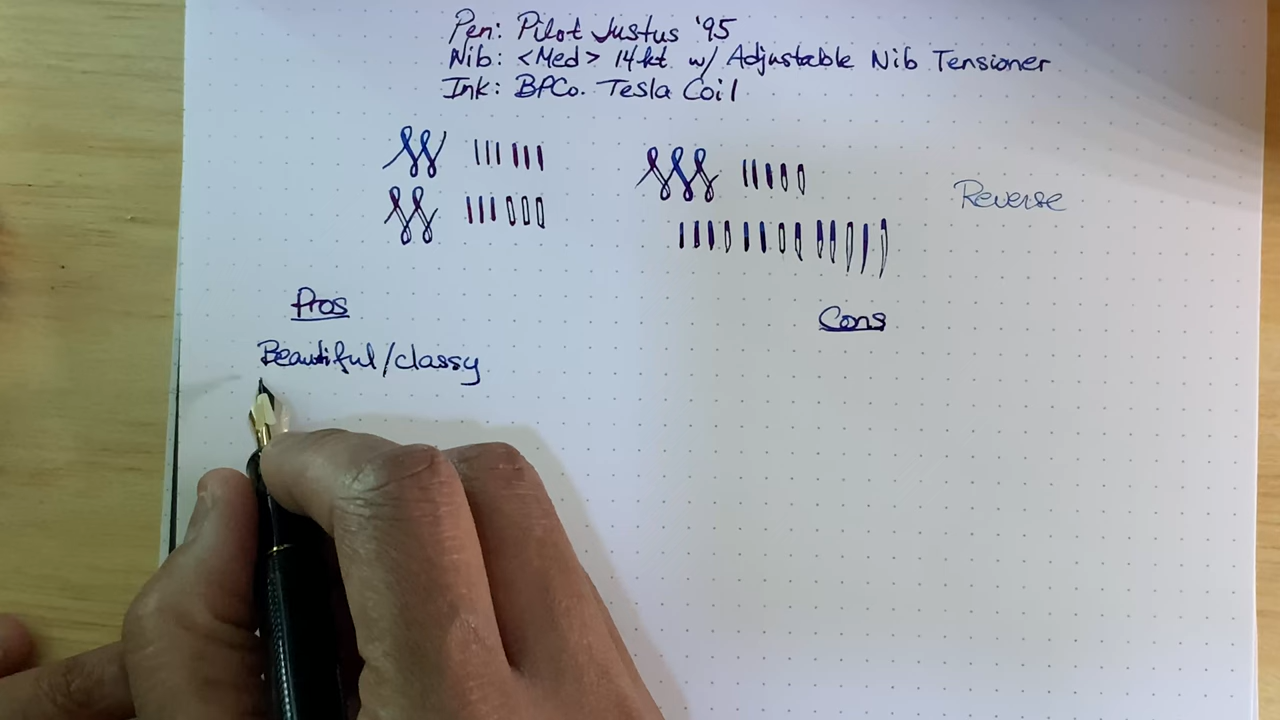 Pen: Pilot Justus '95
Nib: <Med> 14kt w/ Adjustable Nib Tensioner
Ink: BPCo. Tesla Coil
Reverse
Pros
Cons
Beautiful/classy